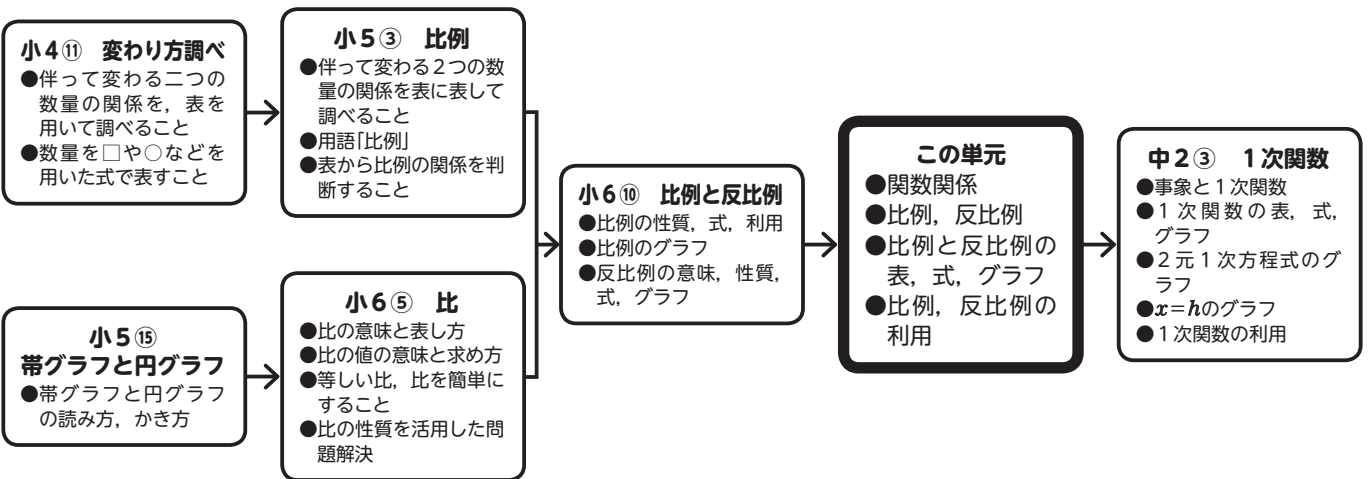 小4⑪ 変わり方調べ
●伴って変わる二つの
数量の関係を，表を
用いて調べること
●数量を□や○などを
用いた式で表すこと
小5③ 比例
●伴って変わる2つの数
量の関係を表に表して
調べること
●用語「比例」
●表から比例の関係を判
断すること
小5⑮
帯グラフと円グラフ
●帯グラフと円グラフ
の読み方，かき方
小6⑤ 比
●比の意味と表し方
●比の値の意味と求め方
●等しい比，比を簡単に
すること
●比の性質を活用した問
題解決
小6⑩ 比例と反比例
●比例の性質，式，利用
●比例のグラフ
●反比例の意味，性質，
式，グラフ
この単元
●関数関係
●比例，反比例
●比例と反比例の
表，式，グラフ
●比例，反比例の
利用
中2③ 1次関数
●事象と1次関数
●1次関数の表，式，
グラフ
●2元1次方程式のグ
ラフ
●x=hのグラフ
●1次関数の利用